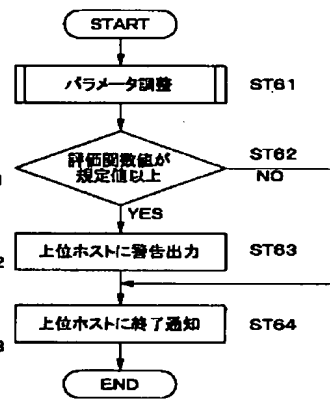 START
パラメータ調整
ST61
評価関数値が
規定値以上
ST62
NO
YES
上位ホストに警告出力
ST63
上位ホストに終了通知
ST64
END